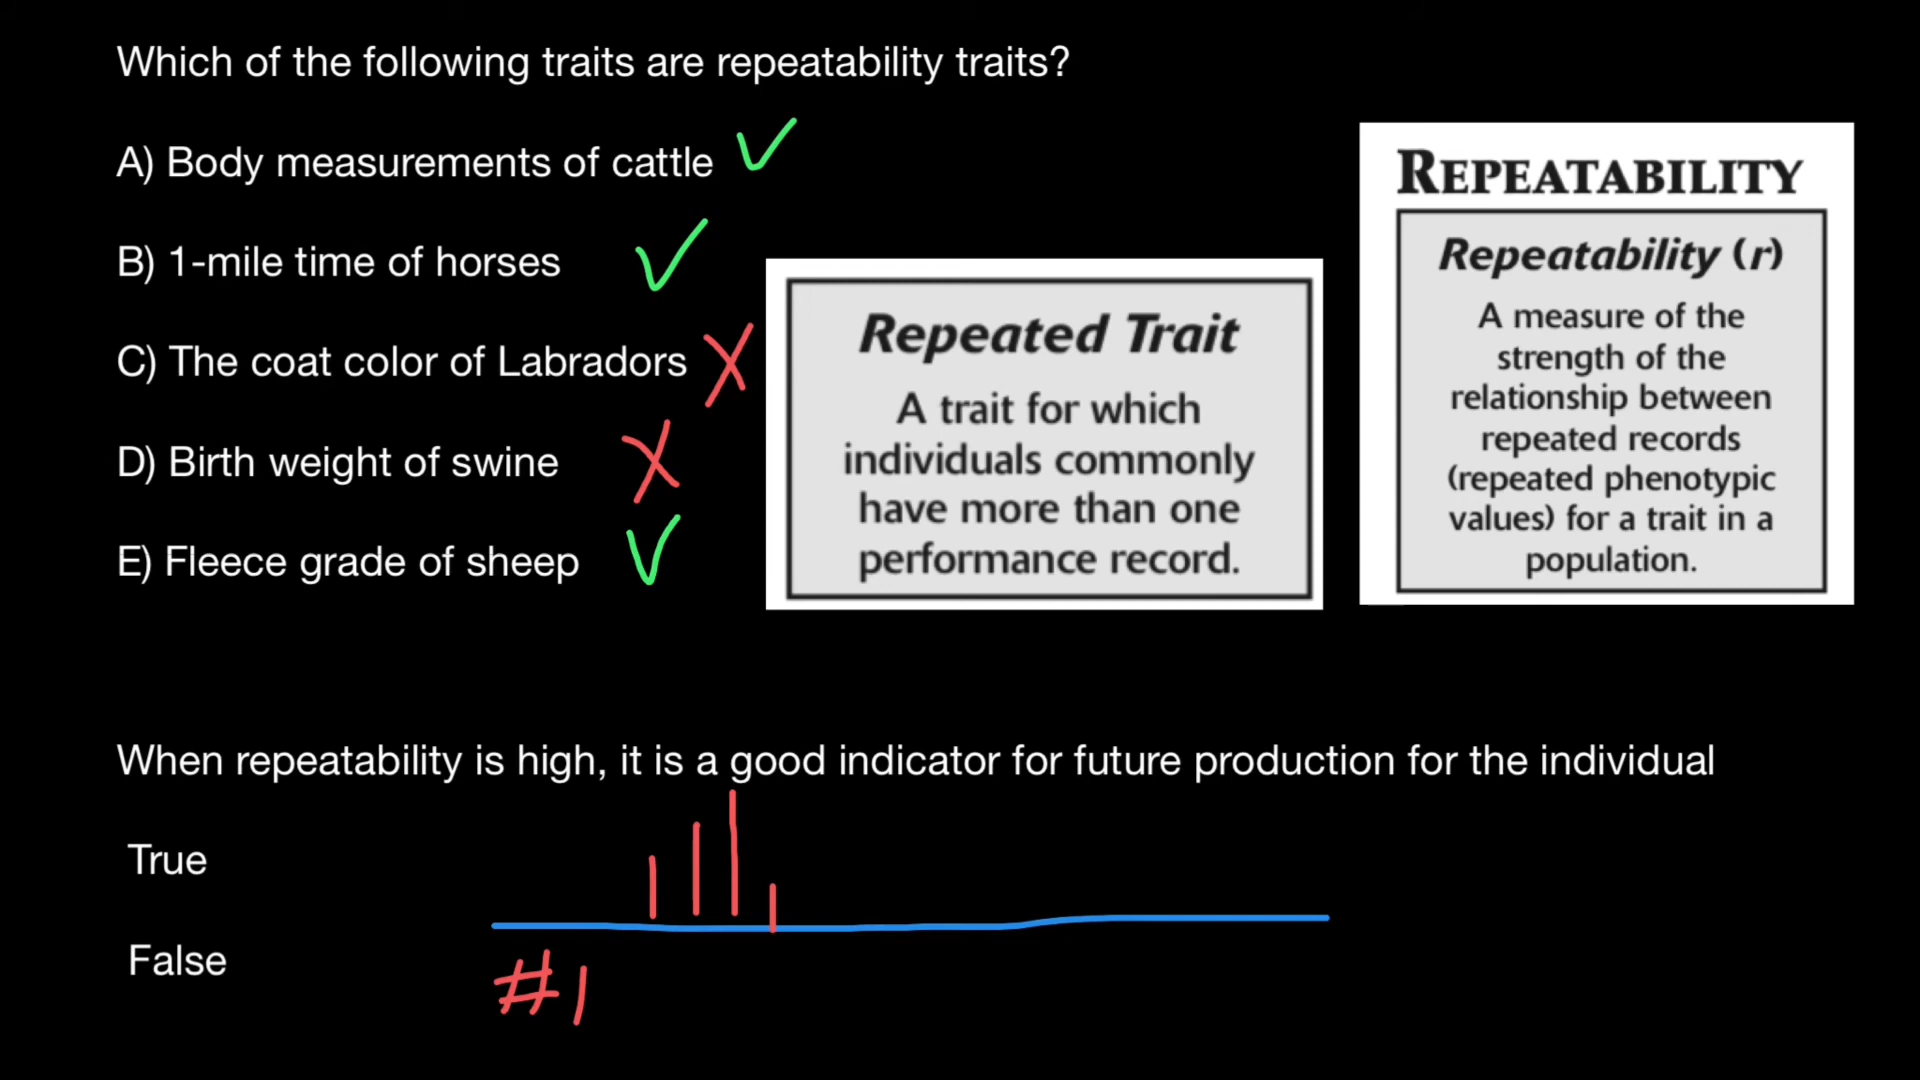 Which of the following traits are repeatability traits?
A) Body measurements of cattle
B) 1-mile time of horses
C) The coat color of Labradors
D) Birth weight of swine
E) Fleece grade of sheep
Repeated Trait
A trait for which
individuals commonly
have more than one
performance record.
REPEATABILITY
Repeatability (r)
A measure of the
strength of the
relationship between
repeated records
(repeated phenotypic
values) for a trait in a
population.
When repeatability is high, it is a good indicator for future production for the individual
True
False
#1